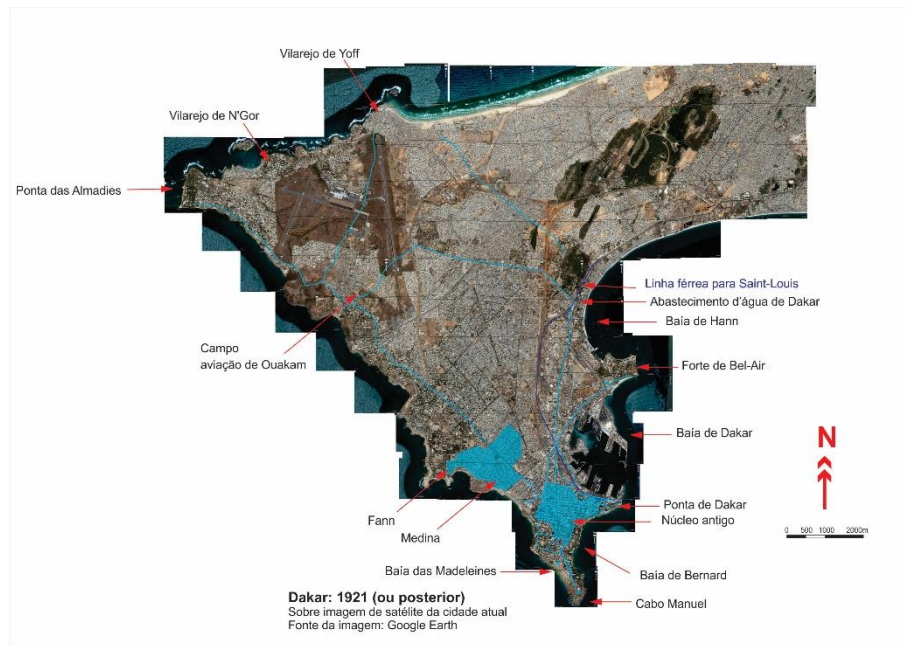 Vilarejo de Yoff
Vilarejo de N'Gor
Ponta das Almadies
Linha férrea para Saint-Louis
Abastecimento d'água de Dakar
Baía de Hann
Campo
aviação de Ouakam
Forte de Bel-Air
Baía de Dakar
N
Ponta de Dakar
Fann
Núcleo antigo
Medina
0 500 1000 2000m
Baía das Madeleines
Baía de Bernard
Dakar: 1921 (ou posterior)
Cabo Manuel
Sobre imagem de satélite da cidade atual
Fonte da imagem: Google Earth